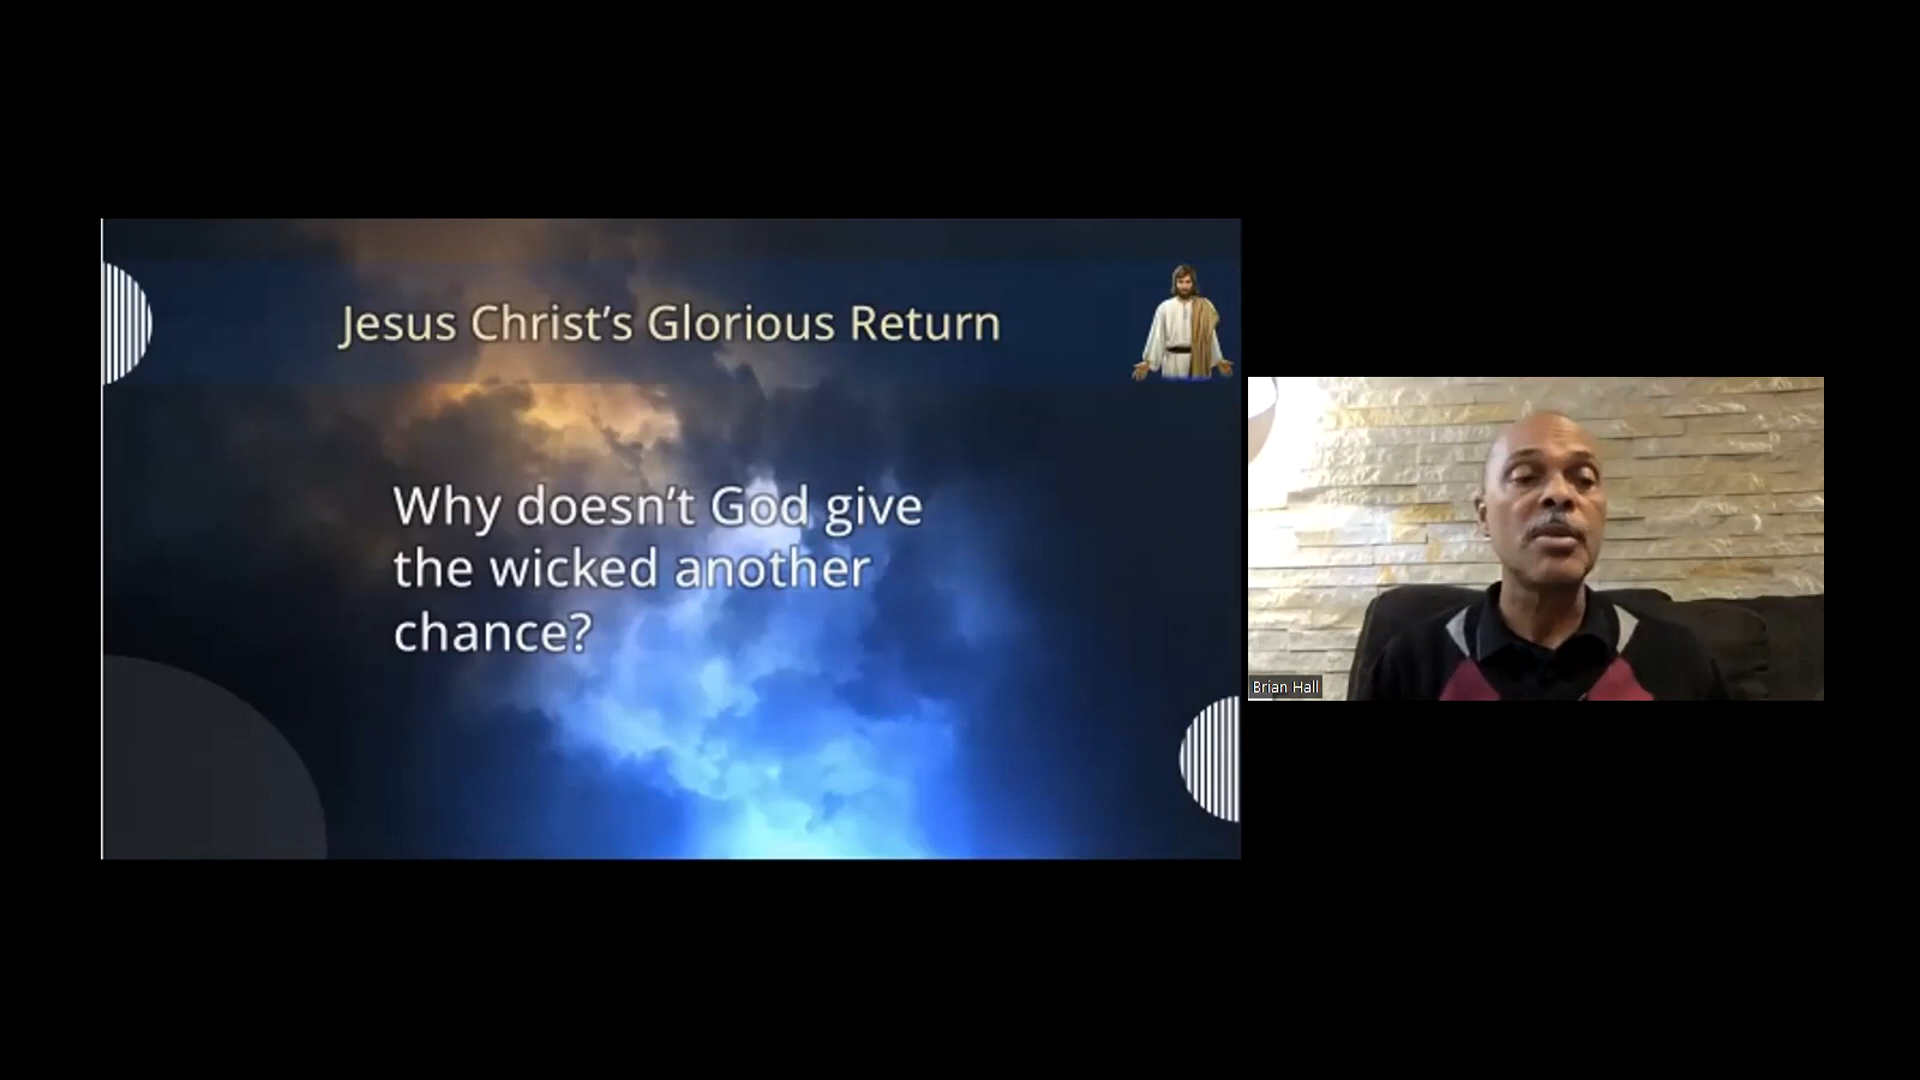 Jesus Christ’s Glorious Return
Why doesn’t God give
the wicked another
chance?
Brian Hall